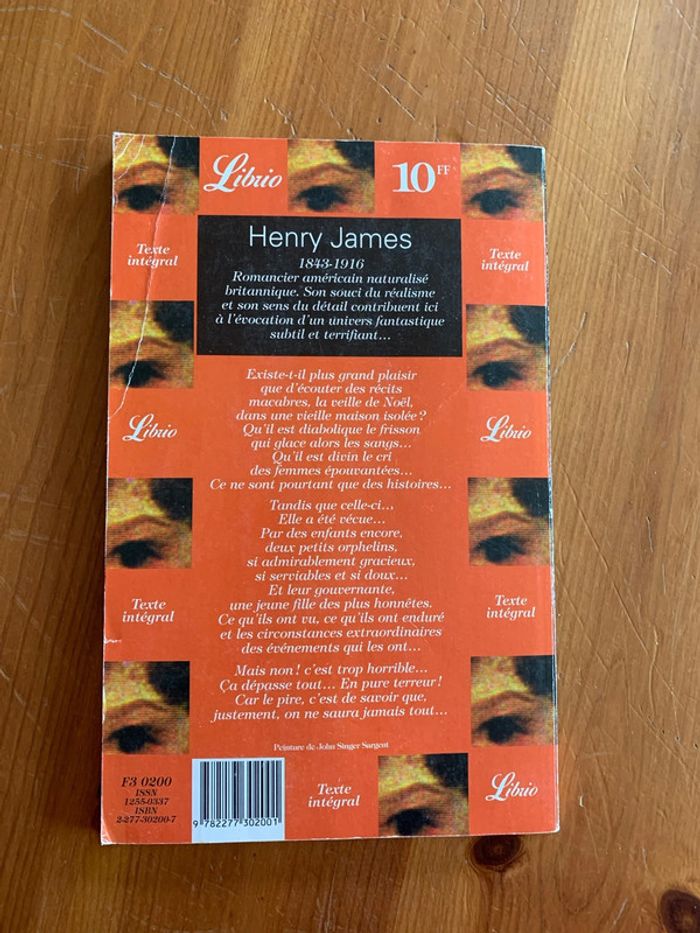 Librio
10 FF
Texte
intégral
Henry James
1843-1916
Romancier américain naturalisé
britannique. Son souci du réalisme
et son sens du détail contribuent ici
à l'évocation d'un univers fantastique
subtil et terrifiant...
Texte
intégral
Librio
Existe-t-il plus grand plaisir
que d'écouter des récits
macabres, la veille de Noël,
dans une vieille maison isolée ?
Qu'il est diabolique le frisson
qui glace alors les sangs...
Qu'il est divin le cri
des femmes épouvantées...
Ce ne sont pourtant que des histoires...
Librio
Tandis que celle-ci...
Elle a été vécue...
Par des enfants encore,
deux petits orphelins,
si admirablement gracieux,
si serviables et si doux...
Et leur gouvernante,
une jeune fille des plus honnêtes.
Ce qu'ils ont vu, ce qu'ils ont enduré
et les circonstances extraordinaires
des événements qui les ont...
Texte
intégral
Texte
intégral
Mais non ! c'est trop horrible...
Ça dépasse tout... En pure terreur !
Car le pire, c'est de savoir que,
justement, on ne saura jamais tout...
Peinture de John Singer Sargent
F3 0200
ISSN
1255-0337
ISBN
2-277-30200-7
9 782277 302001
Texte
intégral
Librio